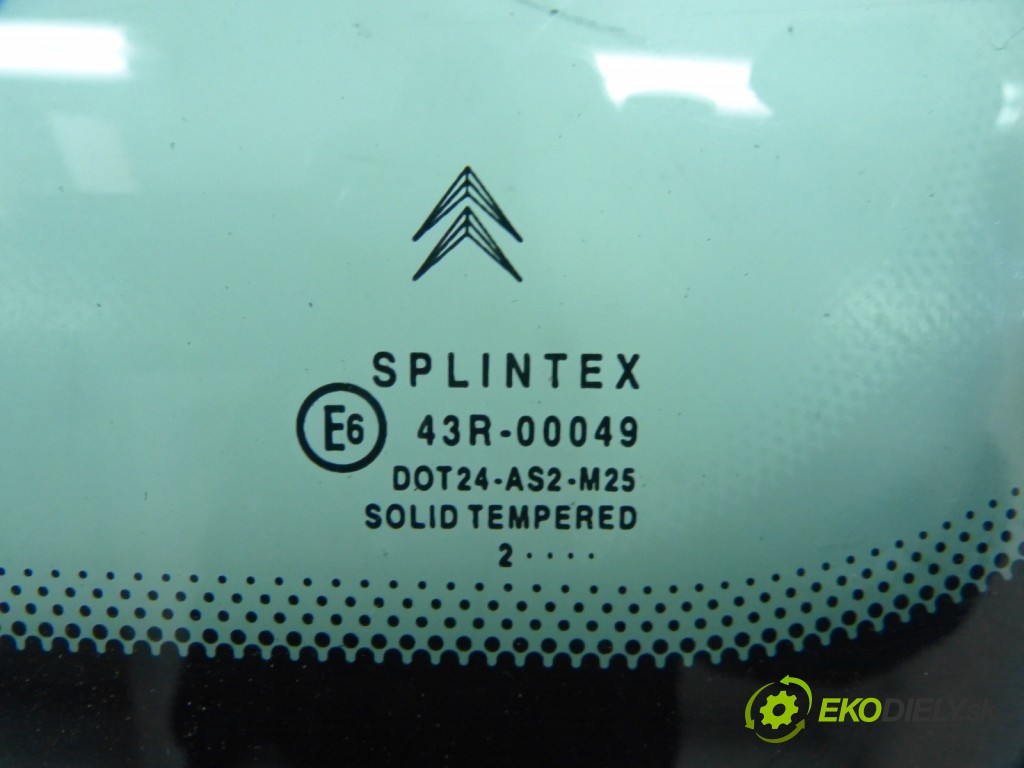 SPLINTEX
E6 43R-00049
DOT24-AS2-M25
SOLID TEMPERED
2 ····
EKODIELY.sk